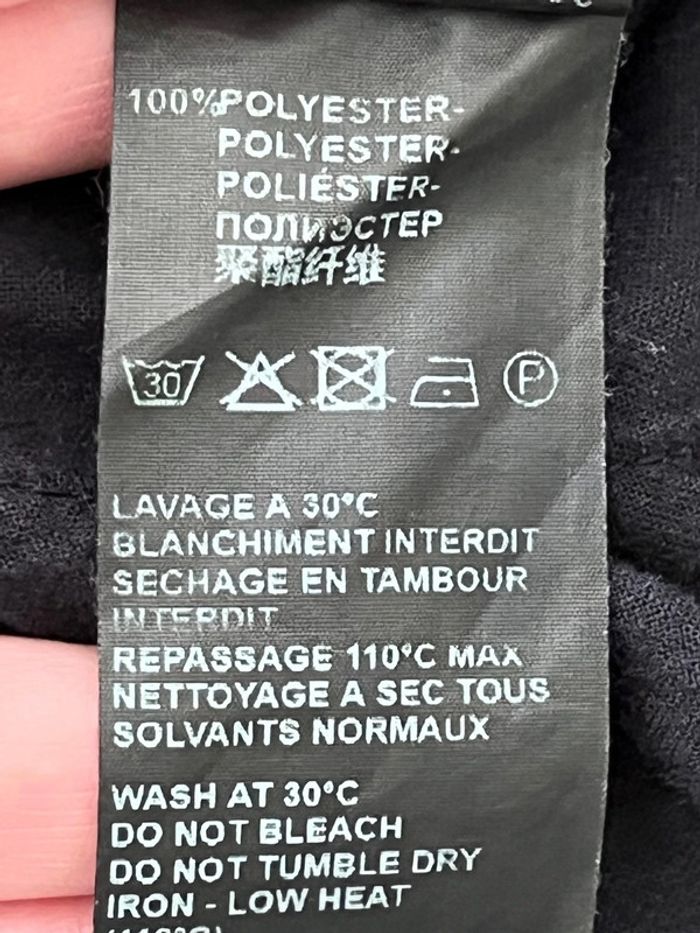 100%POLYESTER-
POLYESTER-
POLIÉSTER-
ПОЛИЭСТЕР
聚酯纤维
30 P
LAVAGE A 30°C
BLANCHIMENT INTERDIT
SECHAGE EN TAMBOUR
INTERDIT
REPASSAGE 110°C MAX
NETTOYAGE A SEC TOUS
SOLVANTS NORMAUX
WASH AT 30°C
DO NOT BLEACH
DO NOT TUMBLE DRY
IRON - LOW HEAT